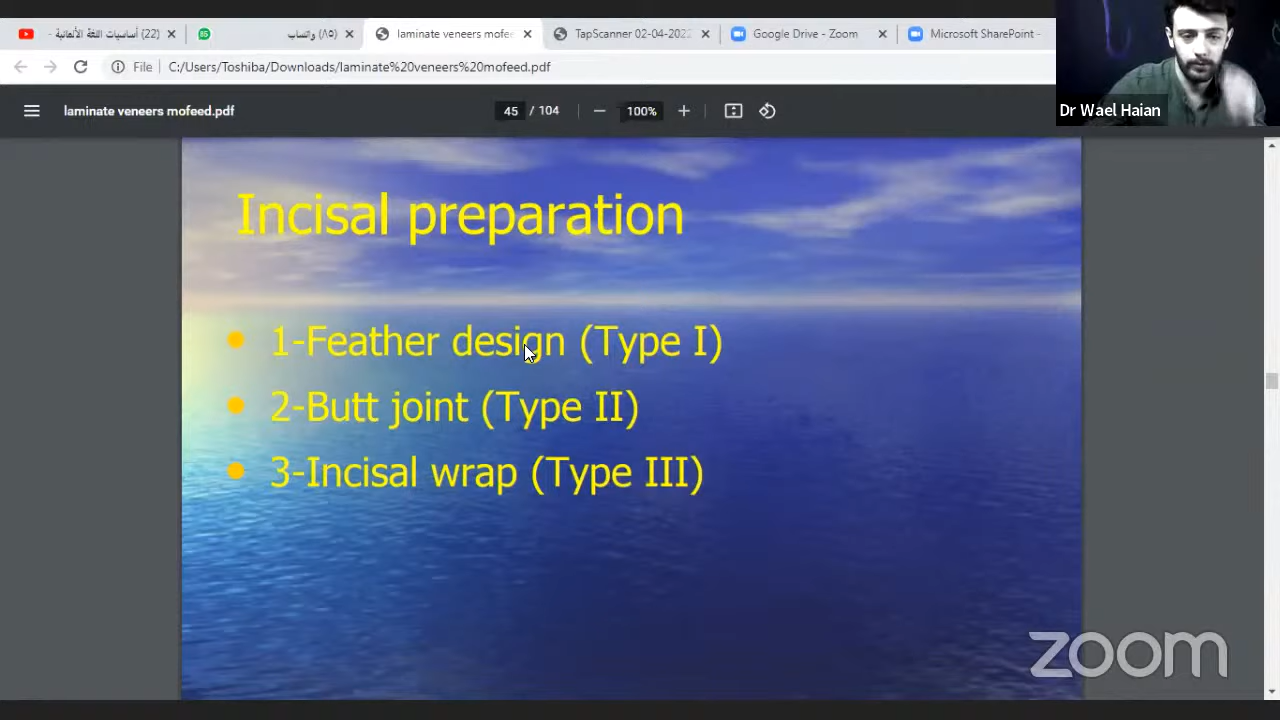 (22) أساسيات اللغة الألمانية -
(٨٥) واتساب
laminate veneers mofee
TapScanner 02-04-202
Google Drive - Zoom
Microsoft SharePoint -
File
C:/Users/Toshiba/Downloads/laminate%20veneers%20mofeed.pdf
laminate veneers mofeed.pdf
45 / 104
100%
Dr Wael Haian
Incisal preparation
1-Feather design (Type I)
2-Butt joint (Type II)
3-Incisal wrap (Type III)
zoom